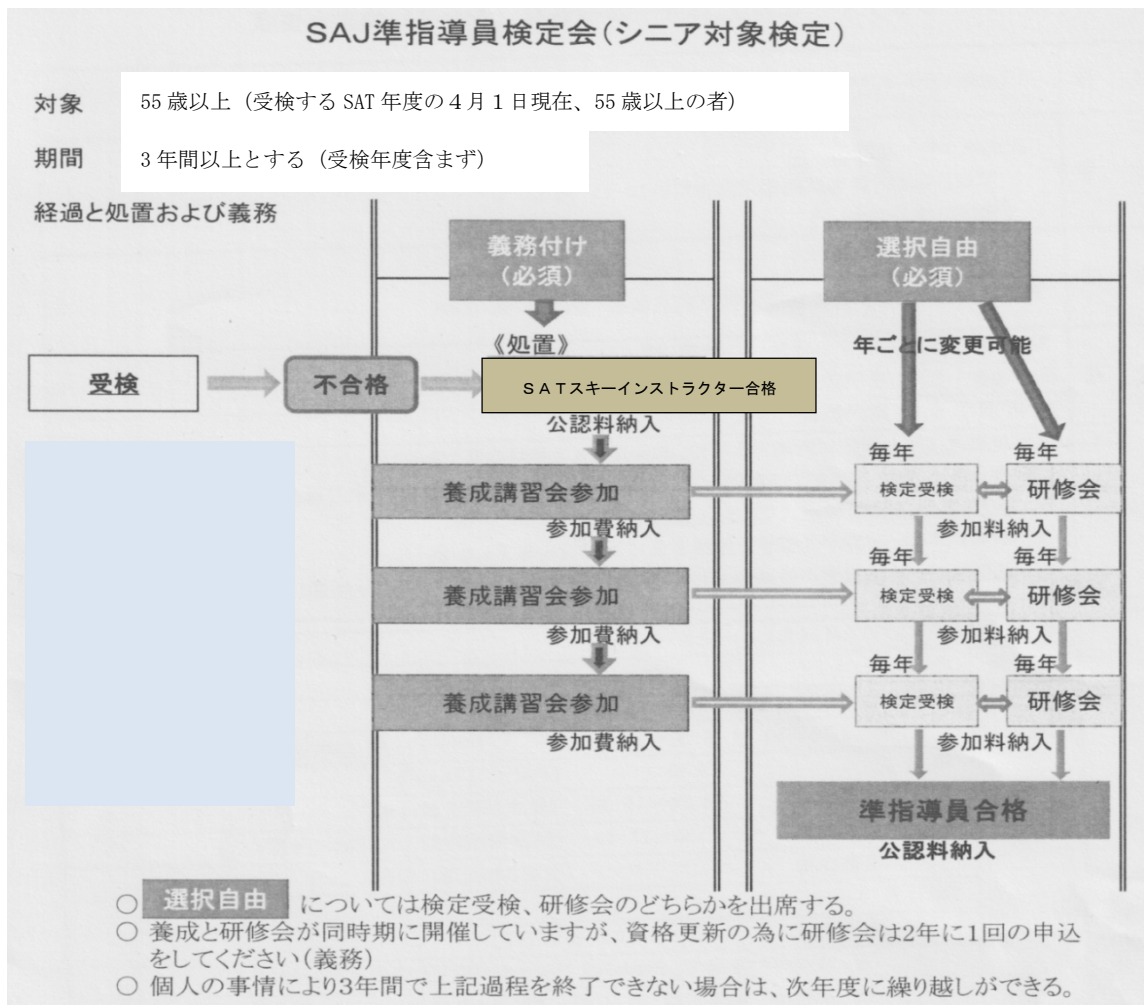 SAJ準指導員検定会(シニア対象検定)
対象 55歳以上（受検するSAT年度の４月１日現在、55歳以上の者）
期間 3年間以上とする（受検年度含まず）
経過と処置および義務
義務付け
（必須）
選択自由
（必須）
《処置》
年ごとに変更可能
受検
不合格
ＳＡＴスキーインストラクター合格
公認料納入
毎年 毎年
養成講習会参加
検定受検
研修会
参加費納入
参加料納入
毎年 毎年
養成講習会参加
検定受検
研修会
参加費納入
参加料納入
毎年 毎年
養成講習会参加
検定受検
研修会
参加費納入
参加料納入
準指導員合格
公認料納入
○ 選択自由 については検定受検、研修会のどちらかを出席する。
○ 養成と研修会が同時期に開催していますが、資格更新の為に研修会は2年に1回の申込
をしてください(義務)
○ 個人の事情により3年間で上記過程を終了できない場合は、次年度に繰り越しができる。